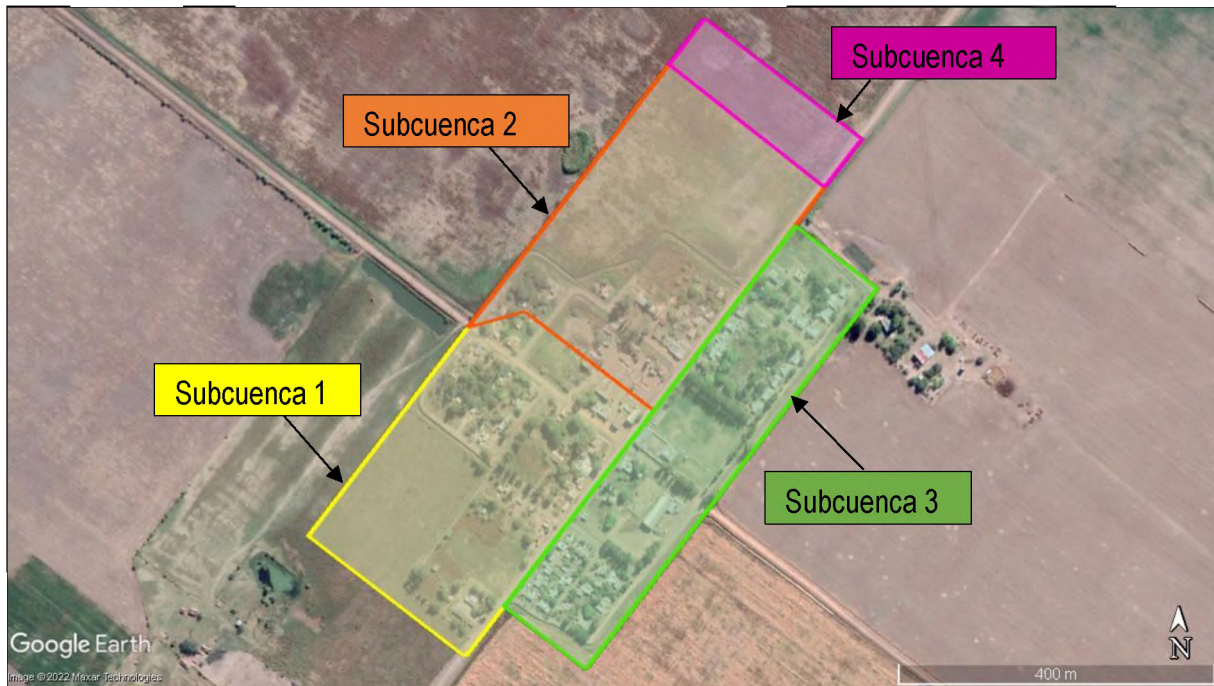 Subcuenca 4
Subcuenca 2
Subcuenca 1
Subcuenca 3
Google Earth
Image © 2022 Maxar Technologies
400 m
N